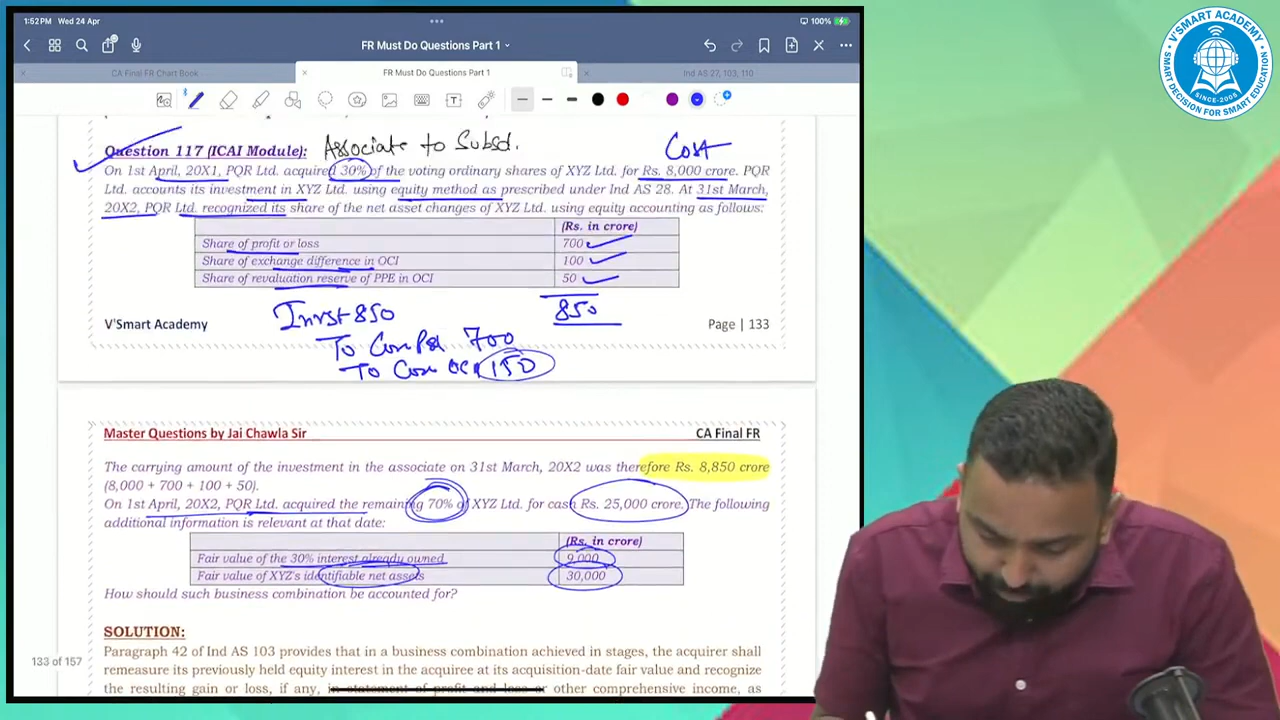 1:52 PM Wed 24 Apr
100%
FR Must Do Questions Part 1
CA Final FR Chart Book
FR Must Do Questions Part 1
Ind AS 27, 103, 110
V'SMART ACADEMY
SMART DECISION FOR SMART EDUCATION
SINCE-2008
Question 117 (ICAI Module): Associate to Subsd. Cost
On 1st April, 20X1, PQR Ltd. acquired 30% of the voting ordinary shares of XYZ Ltd. for Rs. 8,000 crore. PQR
Ltd. accounts its investment in XYZ Ltd. using equity method as prescribed under Ind AS 28. At 31st March,
20X2, PQR Ltd. recognized its share of the net asset changes of XYZ Ltd. using equity accounting as follows:
(Rs. in crore)
Share of profit or loss 700
Share of exchange difference in OCI 100
Share of revaluation reserve of PPE in OCI 50
850
Invst 850
V'Smart Academy Page | 133
To Con P&L 700
To Con OCI 150
Master Questions by Jai Chawla Sir CA Final FR
The carrying amount of the investment in the associate on 31st March, 20X2 was therefore Rs. 8,850 crore
(8,000 + 700 + 100 + 50).
On 1st April, 20X2, PQR Ltd. acquired the remaining 70% of XYZ Ltd. for cash Rs. 25,000 crore. The following
additional information is relevant at that date:
(Rs. in crore)
Fair value of the 30% interest already owned 9,000
Fair value of XYZ's identifiable net assets 30,000
How should such business combination be accounted for?
SOLUTION:
133 of 157
Paragraph 42 of Ind AS 103 provides that in a business combination achieved in stages, the acquirer shall
remeasure its previously held equity interest in the acquiree at its acquisition-date fair value and recognize
the resulting gain or loss, if any, in statement of profit and loss or other comprehensive income, as